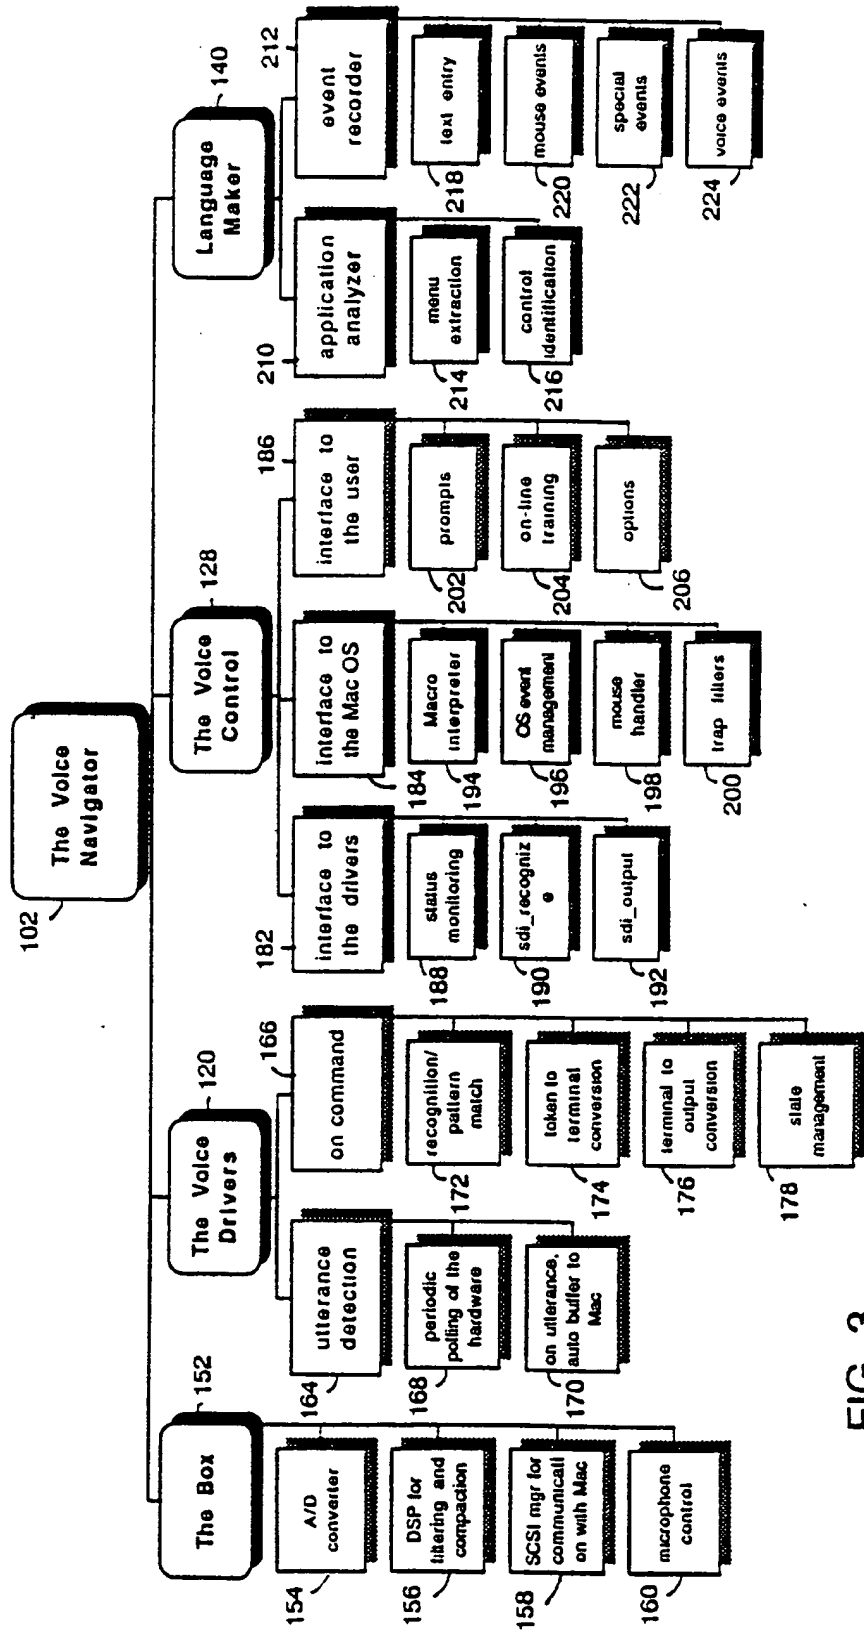 The Voice
Navigator
102
The Box
152
A/D
converter
154
DSP for
filtering and
compaction
156
SCSI mgr for
communicati
on with Mac
158
microphone
control
160
The Voice
Drivers
120
utterance
detection
164
periodic
polling of the
hardware
168
on utterance,
auto buffer to
Mac
170
on command
166
recognition/
pattern
match
172
token to
terminal
conversion
174
terminal to
output
conversion
176
state
management
178
The Voice
Control
128
interface to
the drivers
182
status
monitoring
188
sdi_recogniz
e
190
sdi_output
192
interface to
the Mac OS
184
Macro
interpreter
194
OS event
management
196
mouse
handler
198
trap filters
200
interface to
the user
186
prompts
202
on-line
training
204
options
206
Language
Maker
140
application
analyzer
210
menu
extraction
214
control
identification
216
event
recorder
212
text entry
218
mouse events
220
special
events
222
voice events
224
FIG. 3